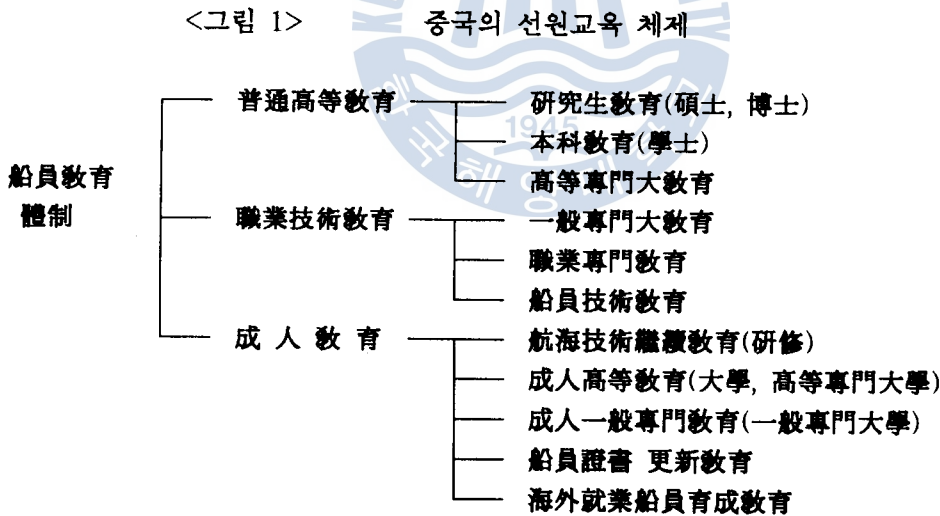 <그림 1> 중국의 선원교육 체제
船員敎育
體制
普通高等敎育
硏究生敎育(碩士, 博士)
本科敎育(學士)
高等專門大敎育
職業技術敎育
一般專門大敎育
職業專門敎育
船員技術敎育
成 人 敎 育
航海技術繼續敎育(硏修)
成人高等敎育(大學, 高等專門大學)
成人一般專門敎育(一般專門大學)
船員證書 更新敎育
海外就業船員育成敎育
1945